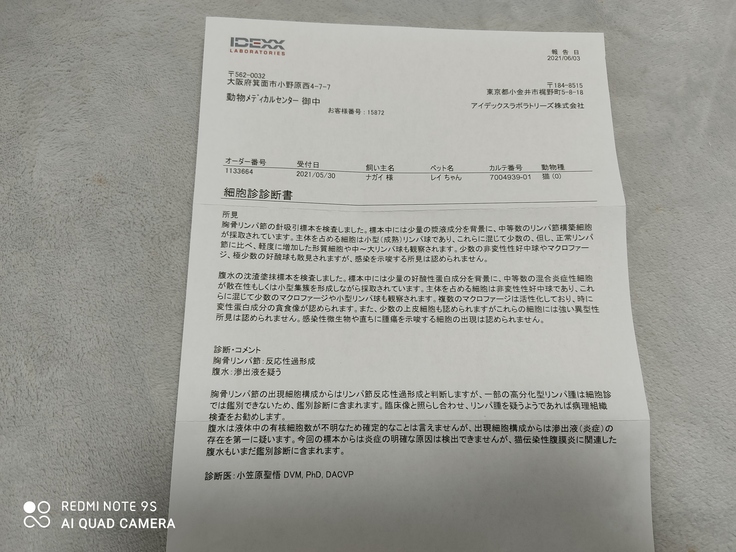 IDEXX
LABORATORIES
報 告 日
2021/06/03
〒562-0032
大阪府箕面市小野原西4-7-7
動物メディカルセンター 御中
お客様番号：15872
〒184-8515
東京都小金井市梶野町5-8-18
アイデックスラボラトリーズ株式会社
オーダー番号 受付日 飼い主名 ペット名 カルテ番号 動物種
1133664 2021/05/30 ナガイ 様 レイ ちゃん 7004939-01 猫 (0)
細胞診診断書
所見
胸骨リンパ節の針吸引標本を検査しました。標本中には少量の漿液成分を背景に、中等数のリンパ節構築細胞
が採取されています。主体を占める細胞は小型(成熟)リンパ球であり、これらに混じて少数の、但し、正常リンパ
節に比べ、軽度に増加した形質細胞や中～大リンパ球も観察されます。少数の非変性性好中球やマクロファー
ジ、極少数の好酸球も散見されますが、感染を示唆する所見は認められません。
腹水の沈渣塗抹標本を検査しました。標本中には少量の好酸性蛋白成分を背景に、中等数の混合炎症性細胞
が散在性もしくは小型集簇を形成しながら採取されています。主体を占める細胞は非変性性好中球であり、これ
らに混じて少数のマクロファージや小型リンパ球も観察されます。複数のマクロファージは活性化しており、時に
変性蛋白成分の貪食像が認められます。また、少数の上皮細胞も認められますがこれらの細胞には強い異型性
所見は認められません。感染性微生物や直ちに腫瘍を示唆する細胞の出現は認められません。
診断・コメント
胸骨リンパ節：反応性過形成
腹水：滲出液を疑う
胸骨リンパ節の出現細胞構成からはリンパ節反応性過形成と判断しますが、一部の高分化型リンパ腫は細胞診
では鑑別できないため、鑑別診断に含まれます。臨床像と照らし合わせ、リンパ腫を疑うようであれば病理組織
検査をお勧めします。
腹水は液体中の有核細胞数が不明なため確定的なことは言えませんが、出現細胞構成からは滲出液(炎症)の
存在を第一に疑います。今回の標本からは炎症の明確な原因は検出できませんが、猫伝染性腹膜炎に関連した
腹水もいまだ鑑別診断に含まれます。
診断医：小笠原聖悟 DVM, PhD, DACVP
REDMI NOTE 9S
AI QUAD CAMERA